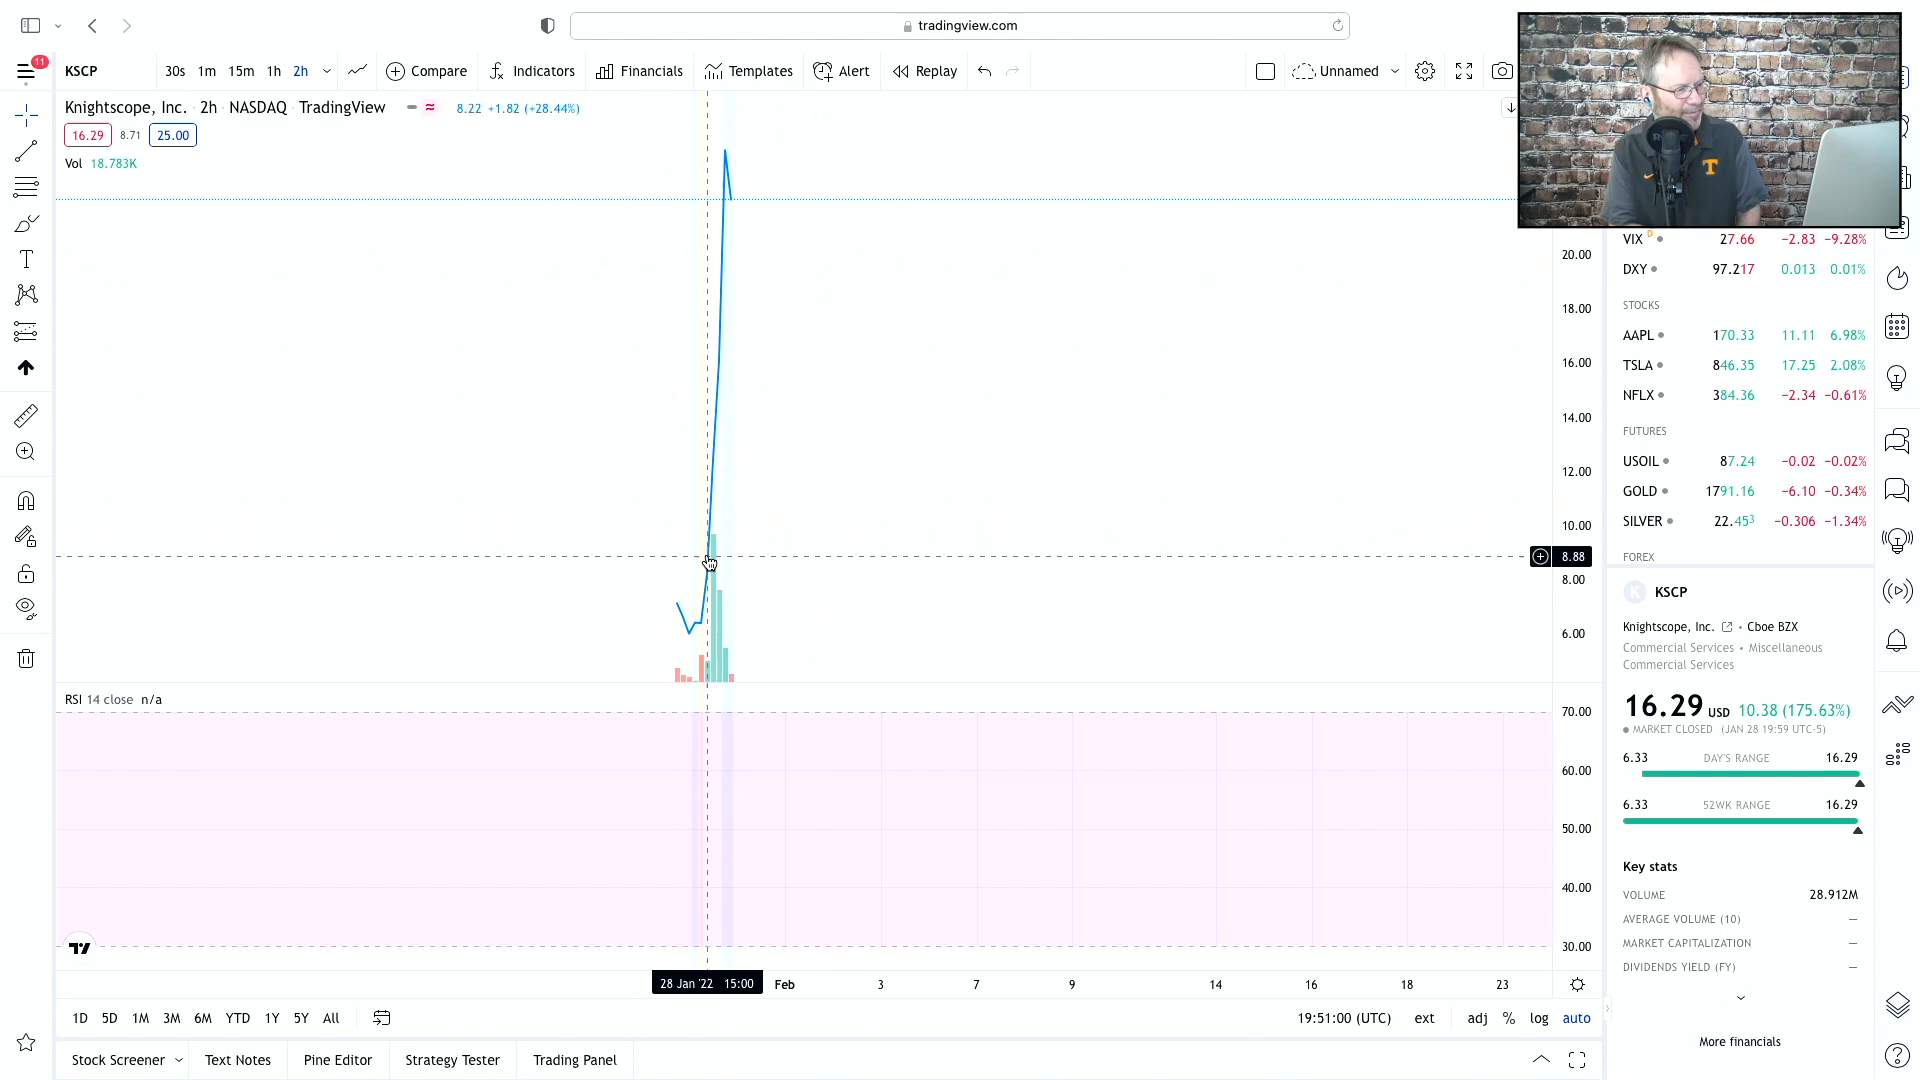 tradingview.com
11
KSCP
30s 1m 15m 1h 2h
Compare
Indicators
Financials
Templates
Alert
Replay
Unnamed
Knightscope, Inc. · 2h · NASDAQ · TradingView
8.22 +1.82 (+28.44%)
16.29 8.71 25.00
Vol 18.783K
20.00
18.00
16.00
14.00
12.00
10.00
8.88
8.00
6.00
RSI 14 close n/a
70.00
60.00
50.00
40.00
30.00
28 Jan '22 15:00
Feb 3 7 9 14 16 18 23
1D 5D 1M 3M 6M YTD 1Y 5Y All
19:51:00 (UTC) ext adj % log auto
Stock Screener
Text Notes
Pine Editor
Strategy Tester
Trading Panel
T
VIX D 27.66 −2.83 −9.28%
DXY 97.217 0.013 0.01%
STOCKS
AAPL 170.33 11.11 6.98%
TSLA 846.35 17.25 2.08%
NFLX 384.36 −2.34 −0.61%
FUTURES
USOIL 87.24 −0.02 −0.02%
GOLD 1791.16 −6.10 −0.34%
SILVER 22.453 −0.306 −1.34%
FOREX
K KSCP
Knightscope, Inc. • Cboe BZX
Commercial Services • Miscellaneous
Commercial Services
16.29 USD 10.38 (175.63%)
MARKET CLOSED (JAN 28 19:59 UTC-5)
6.33 DAY'S RANGE 16.29
6.33 52WK RANGE 16.29
Key stats
VOLUME 28.912M
AVERAGE VOLUME (10) —
MARKET CAPITALIZATION —
DIVIDENDS YIELD (FY) —
More financials